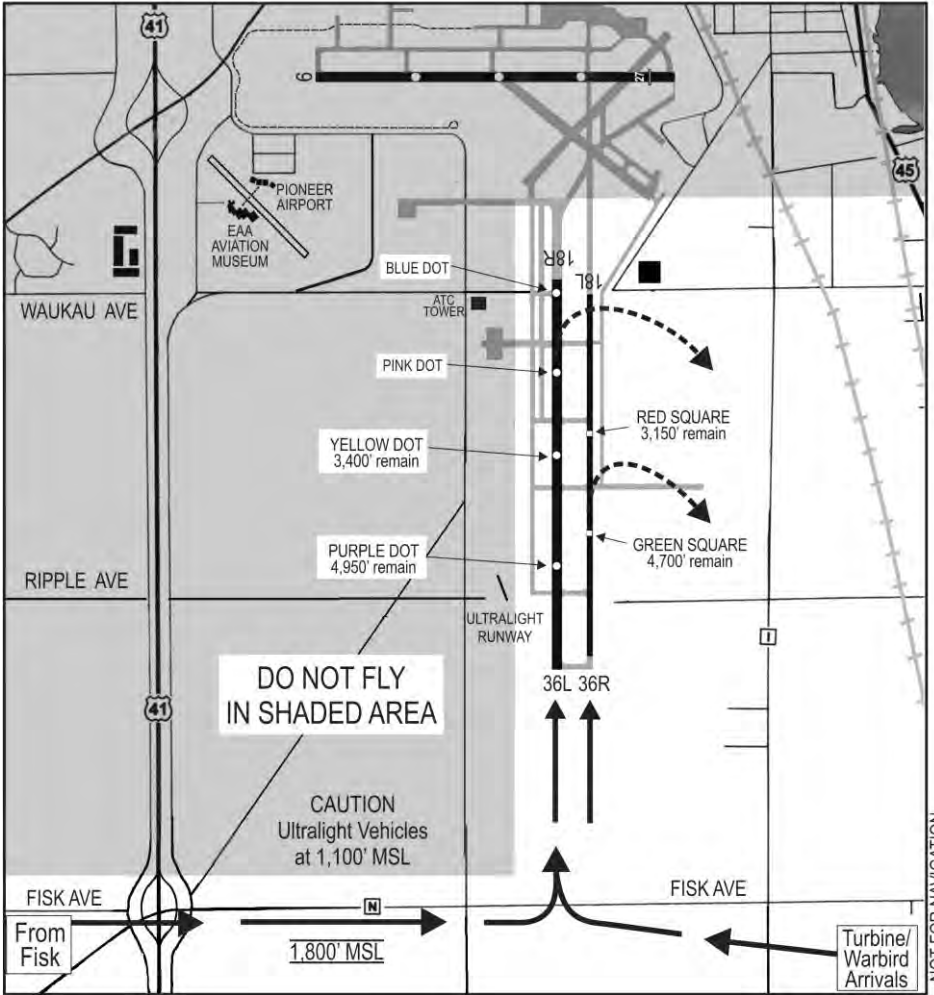 41
9
27
45
PIONEER
AIRPORT
EAA
AVIATION
MUSEUM
BLUE DOT
18R
18L
WAUKAU AVE
ATC
TOWER
PINK DOT
RED SQUARE
3,150' remain
YELLOW DOT
3,400' remain
PURPLE DOT
4,950' remain
GREEN SQUARE
4,700' remain
RIPPLE AVE
ULTRALIGHT
RUNWAY
I
DO NOT FLY
IN SHADED AREA
36L 36R
41
CAUTION
Ultralight Vehicles
at 1,100' MSL
FISK AVE
N
FISK AVE
From
Fisk
1,800' MSL
Turbine/
Warbird
Arrivals
NOT FOR NAVIGATION